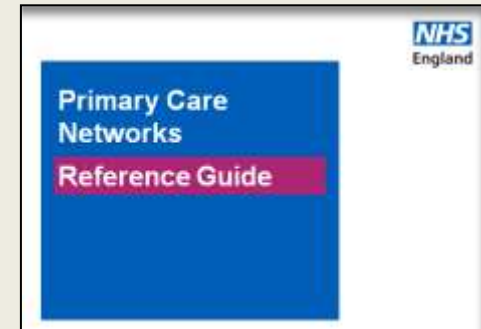 NHS
England
Primary Care
Networks
Reference Guide